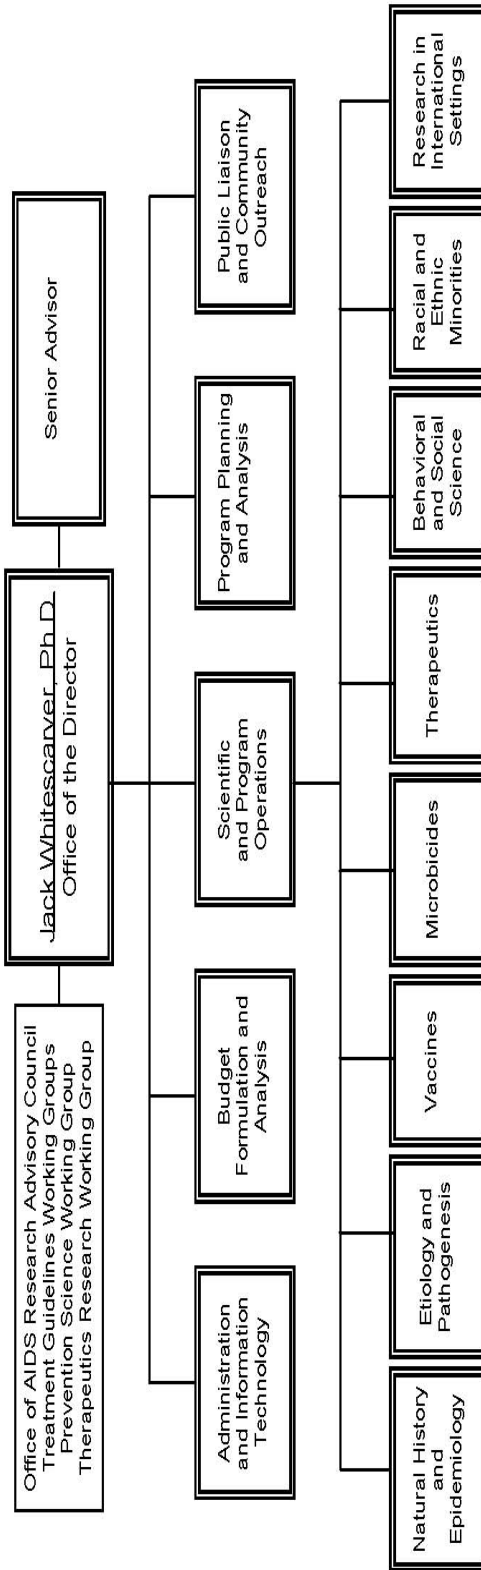 Office of AIDS Research Advisory Council
Treatment Guidelines Working Groups
Prevention Science Working Group
Therapeutics Research Working Group
Jack Whitescarver, Ph.D.
Office of the Director
Senior Advisor
Administration
and Information
Technology
Budget
Formulation and
Analysis
Scientific
and Program
Operations
Program Planning
and Analysis
Public Liaison
and Community
Outreach
Natural History
and
Epidemiology
Etiology and
Pathogenesis
Vaccines
Microbicides
Therapeutics
Behavioral
and Social
Science
Racial and
Ethnic
Minorities
Research in
International
Settings